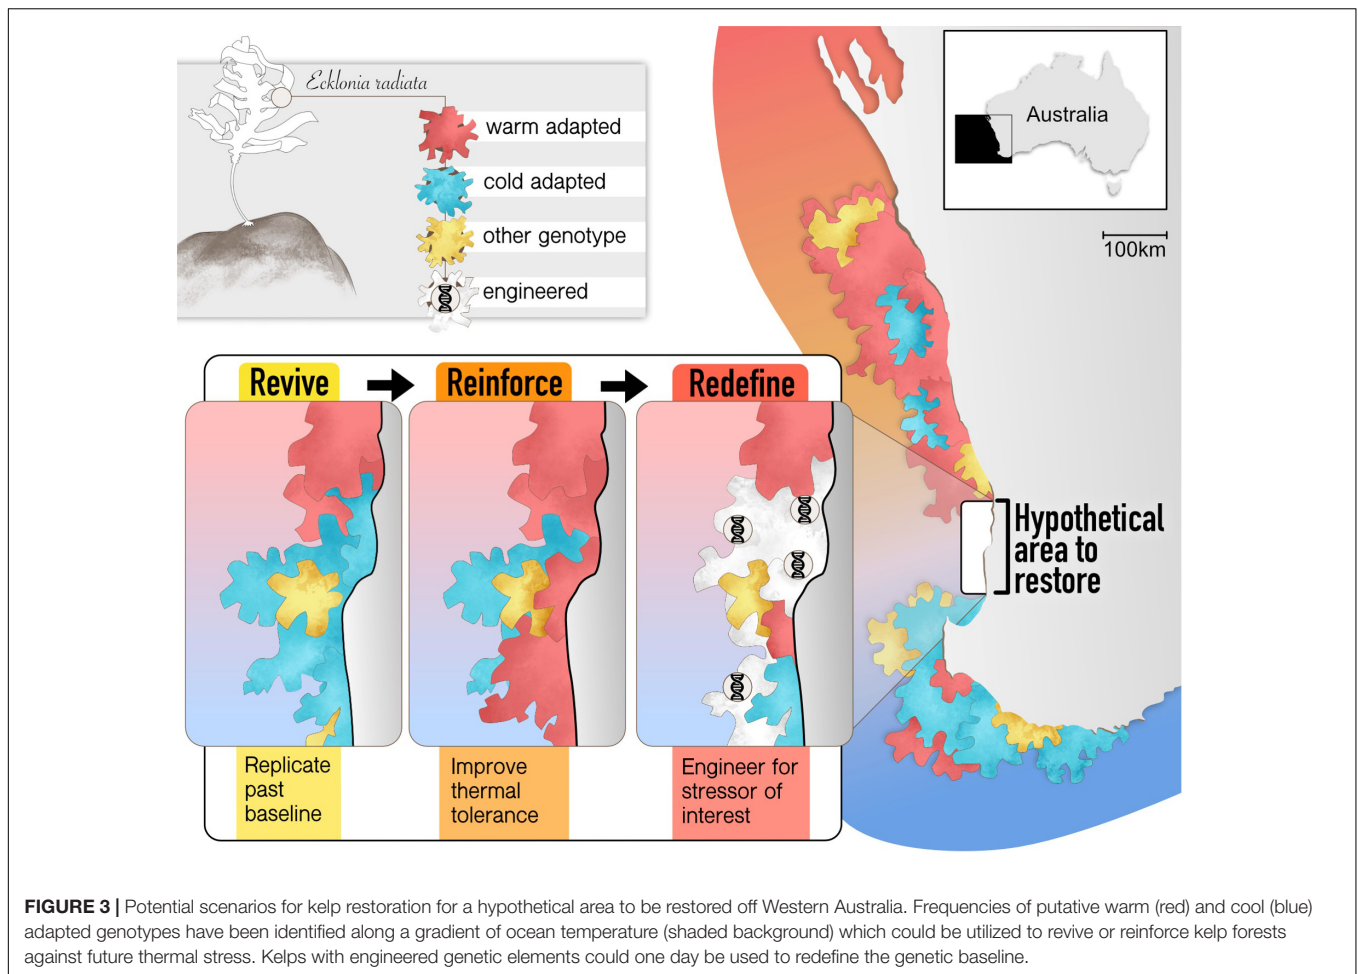 Ecklonia radiata
warm adapted
cold adapted
other genotype
engineered
Australia
100km
Revive
Reinforce
Redefine
Hypothetical
area to
restore
Replicate
past
baseline
Improve
thermal
tolerance
Engineer for
stressor of
interest
FIGURE 3 | Potential scenarios for kelp restoration for a hypothetical area to be restored off Western Australia. Frequencies of putative warm (red) and cool (blue)
adapted genotypes have been identified along a gradient of ocean temperature (shaded background) which could be utilized to revive or reinforce kelp forests
against future thermal stress. Kelps with engineered genetic elements could one day be used to redefine the genetic baseline.